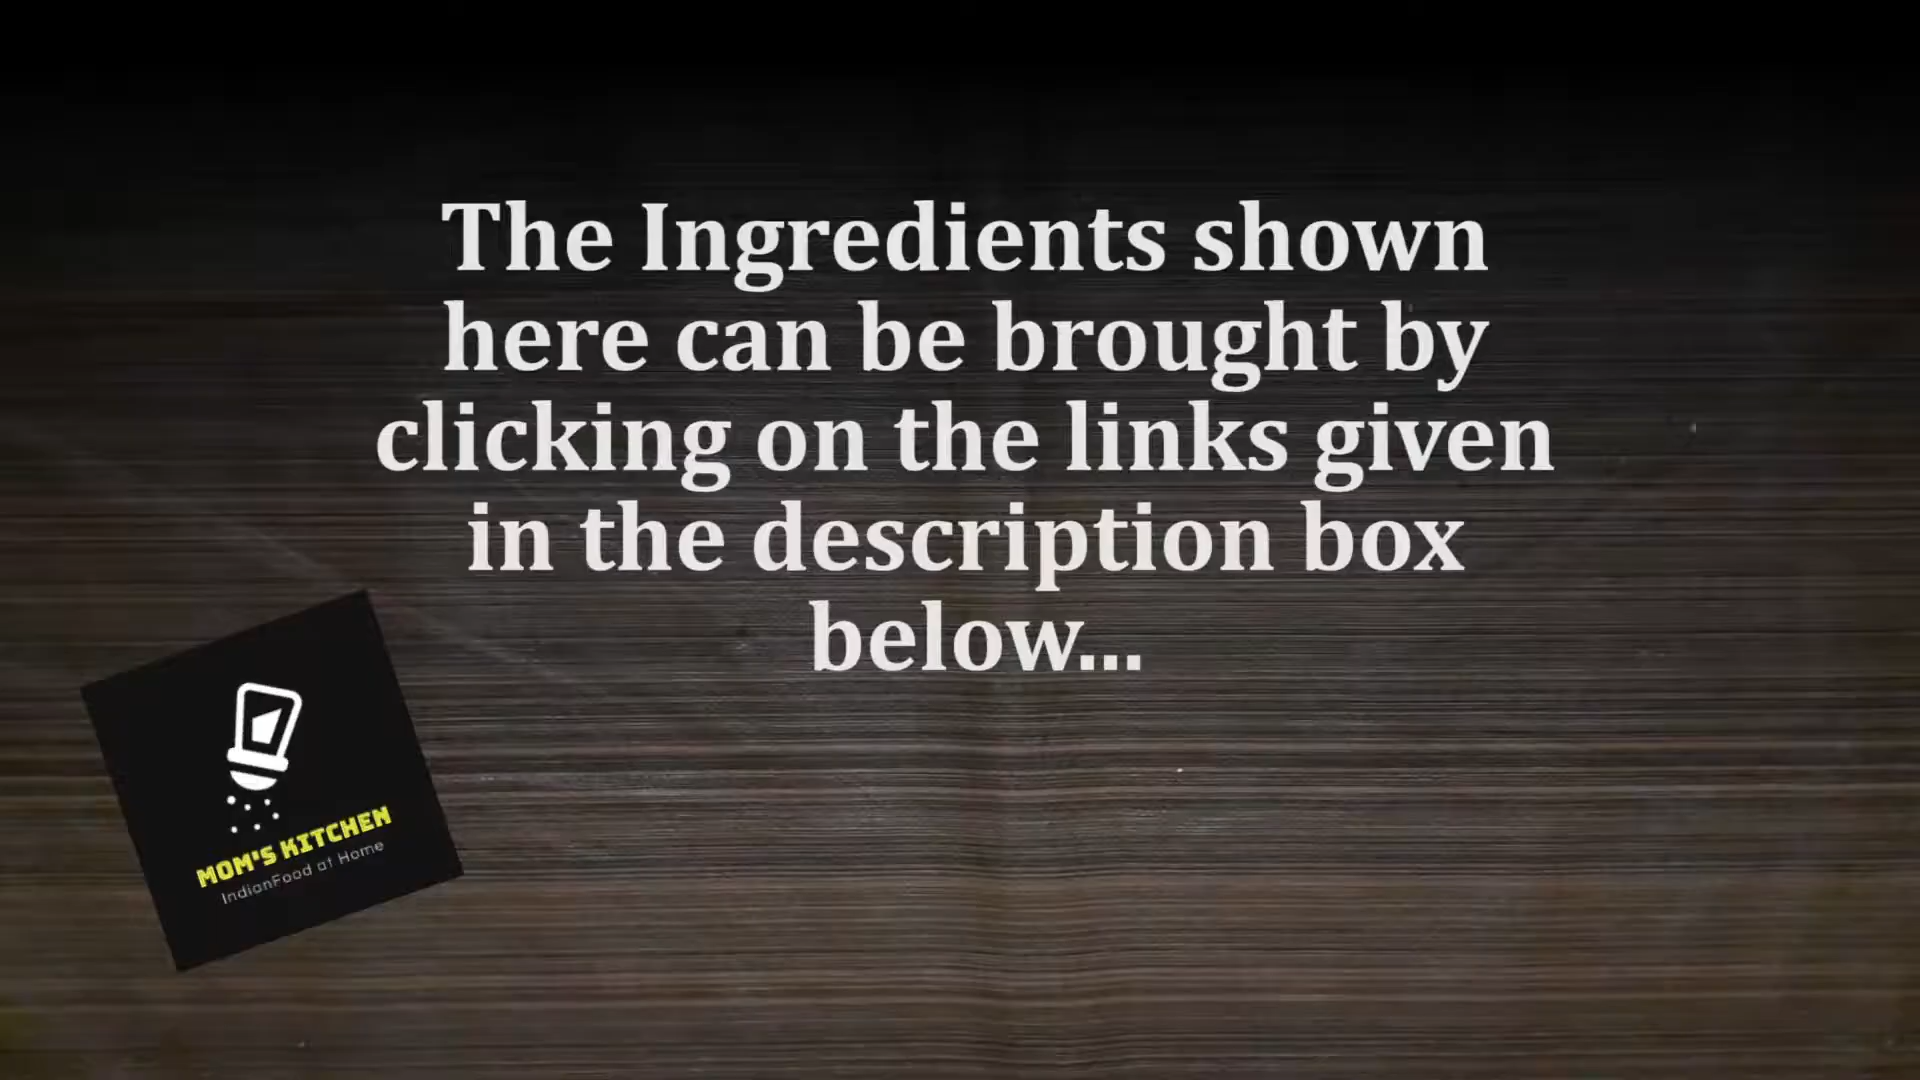 The Ingredients shown
here can be brought by
clicking on the links given
in the description box
below...
MOM'S KITCHEN
IndianFood at Home